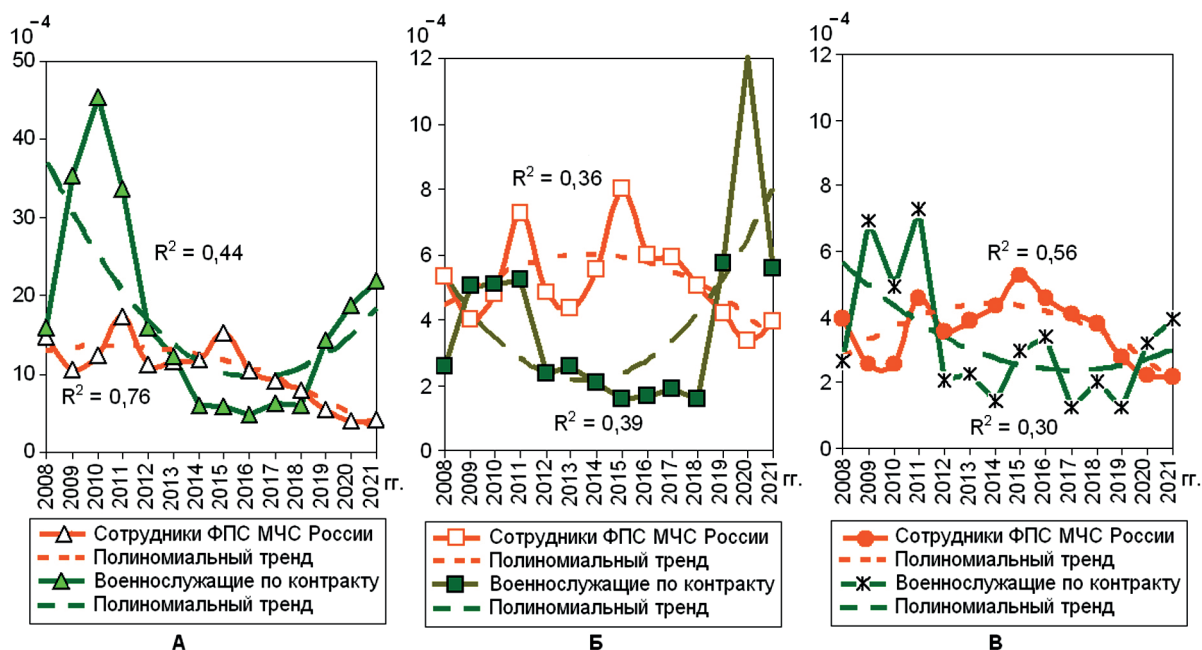 10⁻⁴
50
40
30
20
10
0
R² = 0,44
R² = 0,76
2008 2009 2010 2011 2012 2013 2014 2015 2016 2017 2018 2019 2020 2021 гг.
Сотрудники ФПС МЧС России
Полиномиальный тренд
Военнослужащие по контракту
Полиномиальный тренд
А
10⁻⁴
12
10
8
6
4
2
0
R² = 0,36
R² = 0,39
2008 2009 2010 2011 2012 2013 2014 2015 2016 2017 2018 2019 2020 2021 гг.
Сотрудники ФПС МЧС России
Полиномиальный тренд
Военнослужащие по контракту
Полиномиальный тренд
Б
10⁻⁴
12
10
8
6
4
2
0
R² = 0,56
R² = 0,30
2008 2009 2010 2011 2012 2013 2014 2015 2016 2017 2018 2019 2020 2021 гг.
Сотрудники ФПС МЧС России
Полиномиальный тренд
Военнослужащие по контракту
Полиномиальный тренд
В